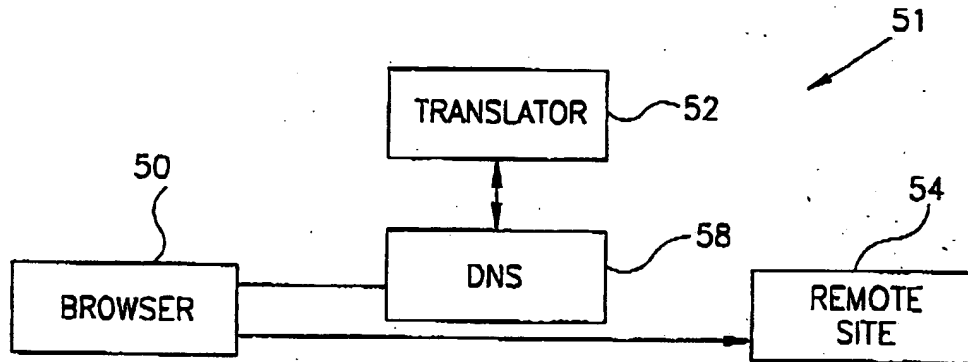 51
TRANSLATOR
52
50
54
58
DNS
BROWSER
REMOTE
SITE